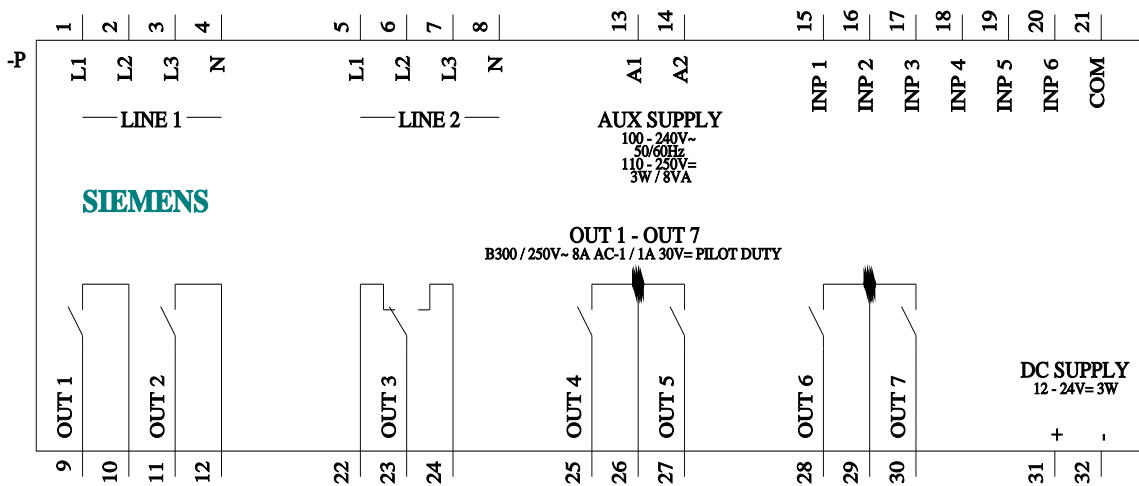 1 2 3 4 5 6 7 8 13 14 15 16 17 18 19 20 21
-P
L1 L2 L3 N L1 L2 L3 N A1 A2 INP 1 INP 2 INP 3 INP 4 INP 5 INP 6 COM
LINE 1 LINE 2 AUX SUPPLY
100 - 240V~
50/60Hz
110 - 250V=
3W / 8VA
SIEMENS
OUT 1 - OUT 7
B300 / 250V~ 8A AC-1 / 1A 30V= PILOT DUTY
OUT 1 OUT 2 OUT 3 OUT 4 OUT 5 OUT 6 OUT 7
DC SUPPLY
12 - 24V= 3W
+ -
9 10 11 12 22 23 24 25 26 27 28 29 30 31 32